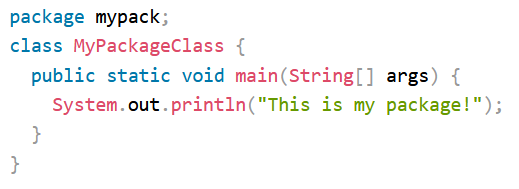 package mypack;
class MyPackageClass {
  public static void main(String[] args) {
    System.out.println("This is my package!");
  }
}